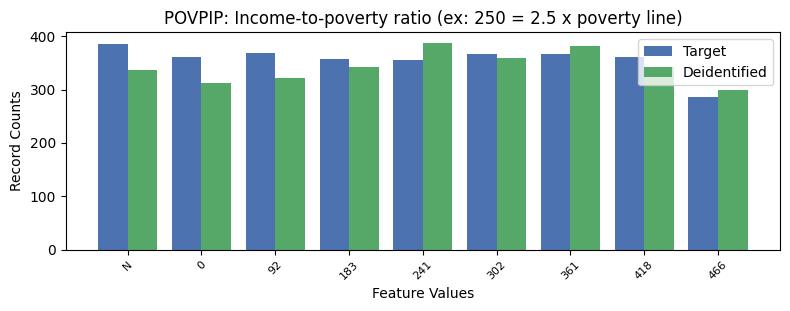 POVPIP: Income-to-poverty ratio (ex: 250 = 2.5 x poverty line)
Target
Deidentified
400
300
200
100
0
Record Counts
N
0
92
183
241
302
361
418
466
Feature Values